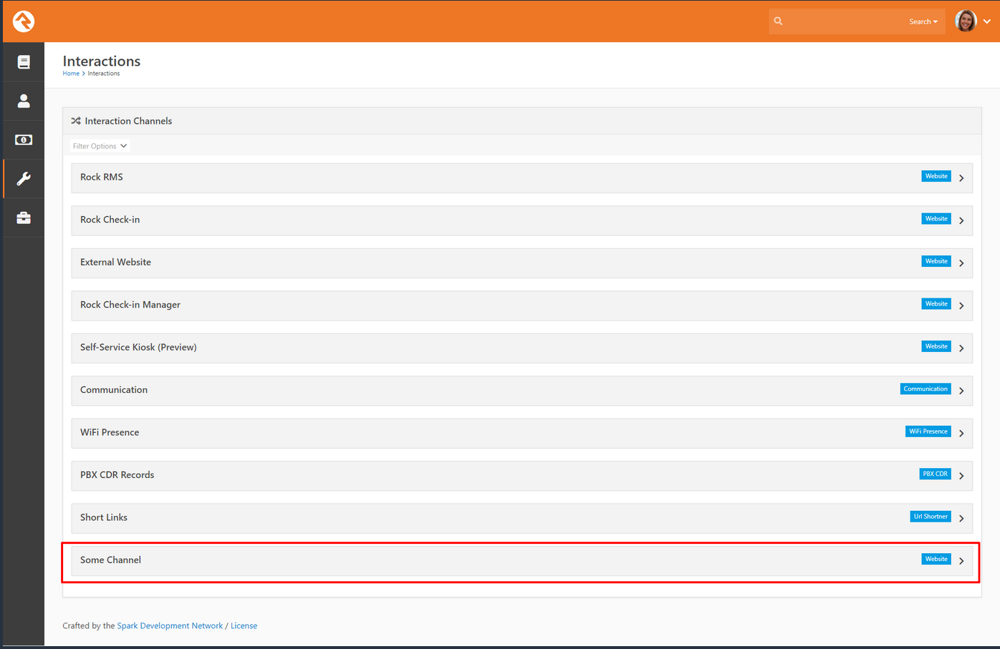 Search
Interactions
Home > Interactions
Interaction Channels
Filter Options
Rock RMS
Website
Rock Check-in
Website
External Website
Website
Rock Check-in Manager
Website
Self-Service Kiosk (Preview)
Website
Communication
Communication
WiFi Presence
WiFi Presence
PBX CDR Records
PBX CDR
Short Links
Url Shortner
Some Channel
Website
Crafted by the Spark Development Network / License